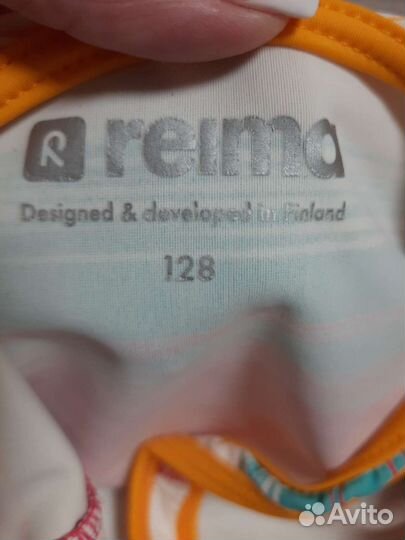 R reima
Designed & developed in Finland
128
Avito